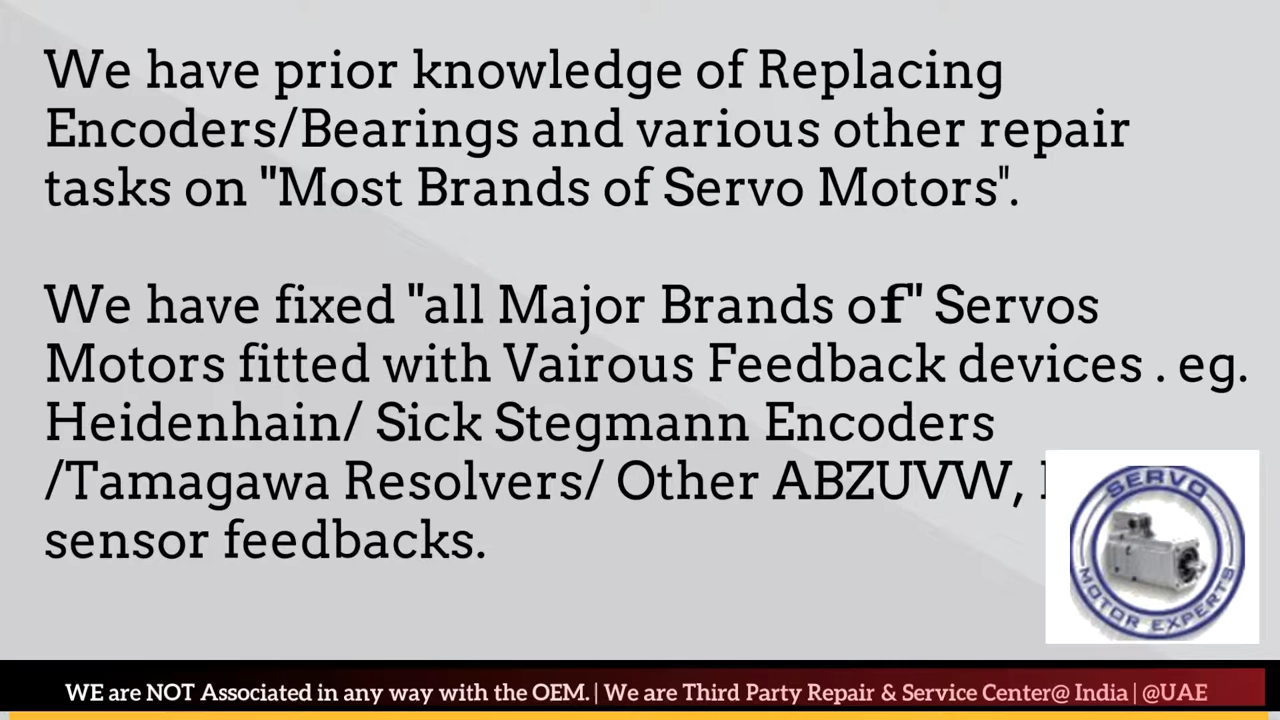 We have prior knowledge of Replacing
Encoders/Bearings and various other repair
tasks on "Most Brands of Servo Motors".
We have fixed "all Major Brands of" Servos
Motors fitted with Vairous Feedback devices . eg.
Heidenhain/ Sick Stegmann Encoders
/Tamagawa Resolvers/ Other ABZUVW,
sensor feedbacks.
SERVO
MOTOR EXPERTS
WE are NOT Associated in any way with the OEM. | We are Third Party Repair & Service Center@ India | @UAE